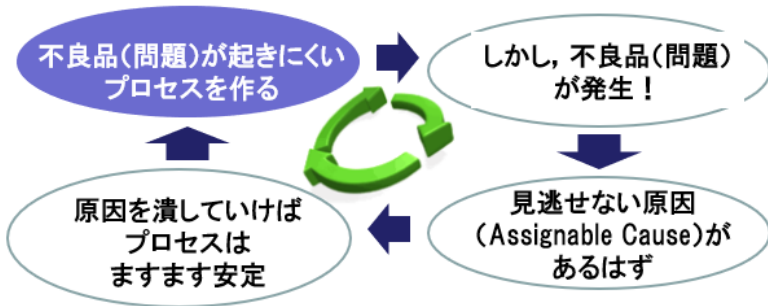 不良品(問題)が起きにくい
プロセスを作る
しかし, 不良品(問題)
が発生！
見逃せない原因
(Assignable Cause)が
あるはず
原因を潰していけば
プロセスは
ますます安定